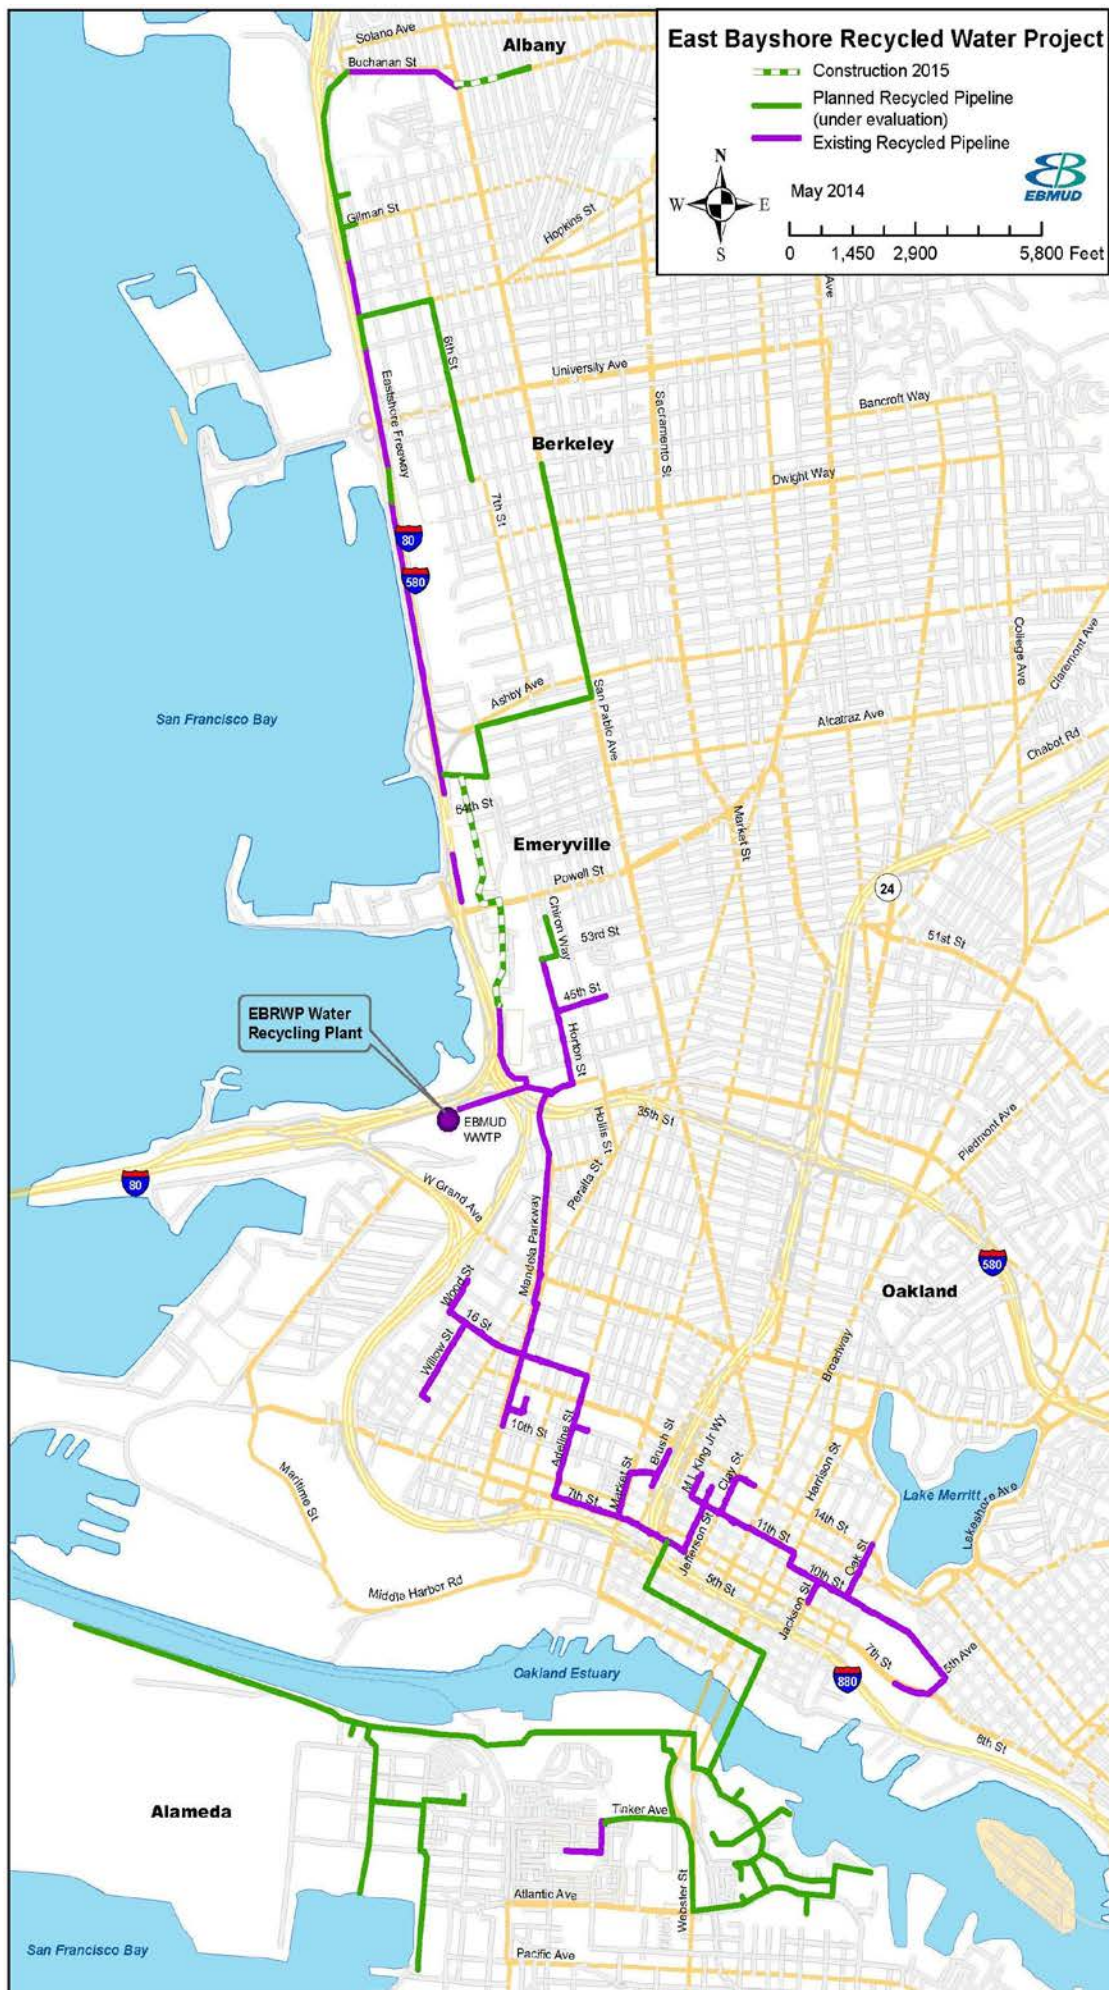 East Bayshore Recycled Water Project
Construction 2015
Planned Recycled Pipeline
(under evaluation)
Existing Recycled Pipeline
N
W
E
S
May 2014
EBMUD
0 1,450 2,900 5,800 Feet
Solano Ave
Albany
Buchanan St
Gilman St
Hopkins St
Ave
6th St
University Ave
Eastshore Freeway
Sacramento St
Bancroft Way
Berkeley
Dwight Way
7th St
80
580
College Ave
Claremont Ave
Ashby Ave
San Pablo Ave
San Francisco Bay
Alcatraz Ave
Chabot Rd
64th St
Market St
Emeryville
Powell St
24
Chiron Way
53rd St
51st St
45th St
EBRWP Water
Recycling Plant
Horton St
EBMUD
WWTP
Hollis St
35th St
Piedmont Ave
80
W Grand Ave
Peralta St
Mandela Parkway
580
Wood St
Oakland
16 St
Willow St
Broadway
10th St
Adeline St
Market St
Brush St
M L King Jr Wy
Clay St
Harrison St
Lake Merritt
Lakeshore Ave
Maritime St
7th St
Jefferson St
11th St
14th St
Oak St
10th St
5th St
Middle Harbor Rd
Jackson St
7th St
5th Ave
Oakland Estuary
880
8th St
Alameda
Tinker Ave
Atlantic Ave
Webster St
San Francisco Bay
Pacific Ave